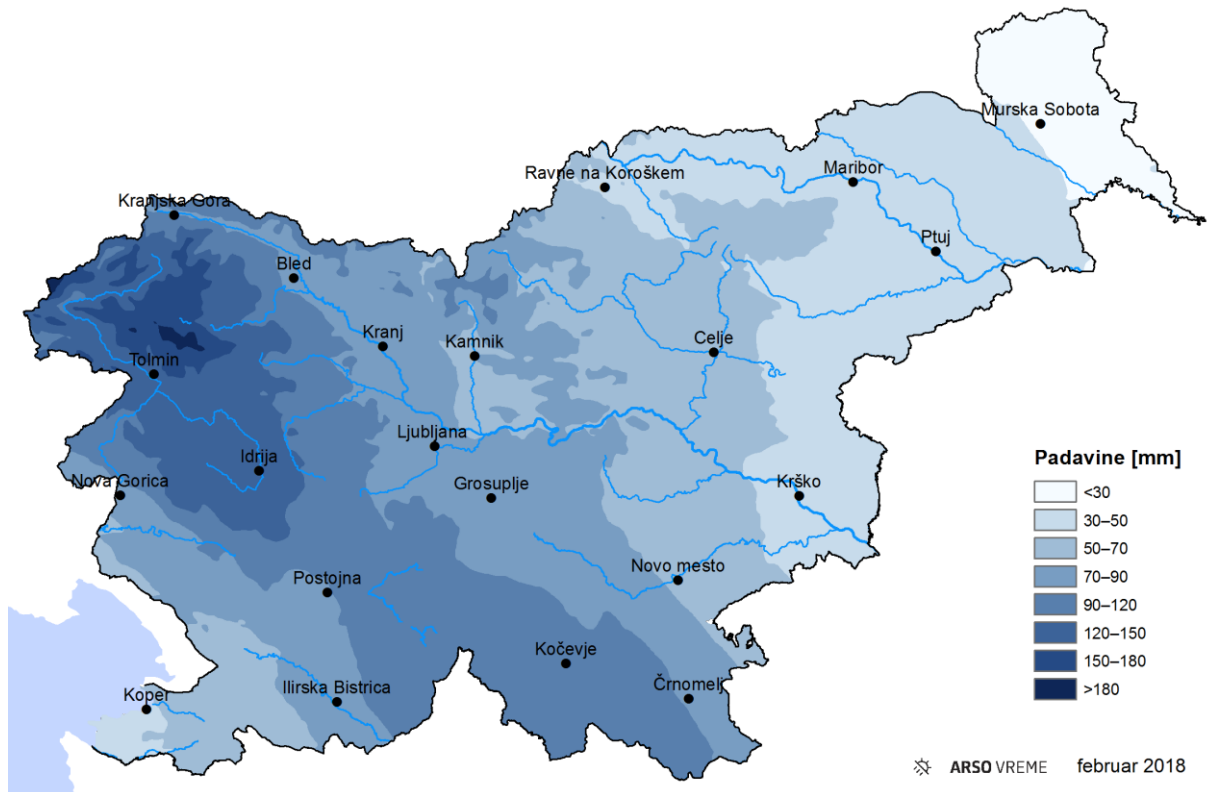 Murska Sobota
Maribor
Ravne na Koroškem
Kranjska Gora
Ptuj
Bled
Kranj
Kamnik
Celje
Tolmin
Ljubljana
Idrija
Nova Gorica
Grosuplje
Krško
Postojna
Novo mesto
Kočevje
Koper
Ilirska Bistrica
Črnomelj
Padavine [mm]
<30
30–50
50–70
70–90
90–120
120–150
150–180
>180
ARSO VREME februar 2018